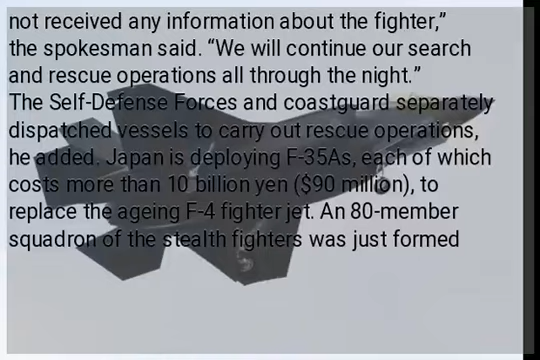 not received any information about the fighter,”
the spokesman said. “We will continue our search
and rescue operations all through the night.”
The Self-Defense Forces and coastguard separately
dispatched vessels to carry out rescue operations,
he added. Japan is deploying F-35As, each of which
costs more than 10 billion yen ($90 million), to
replace the ageing F-4 fighter jet. An 80-member
squadron of the stealth fighters was just formed